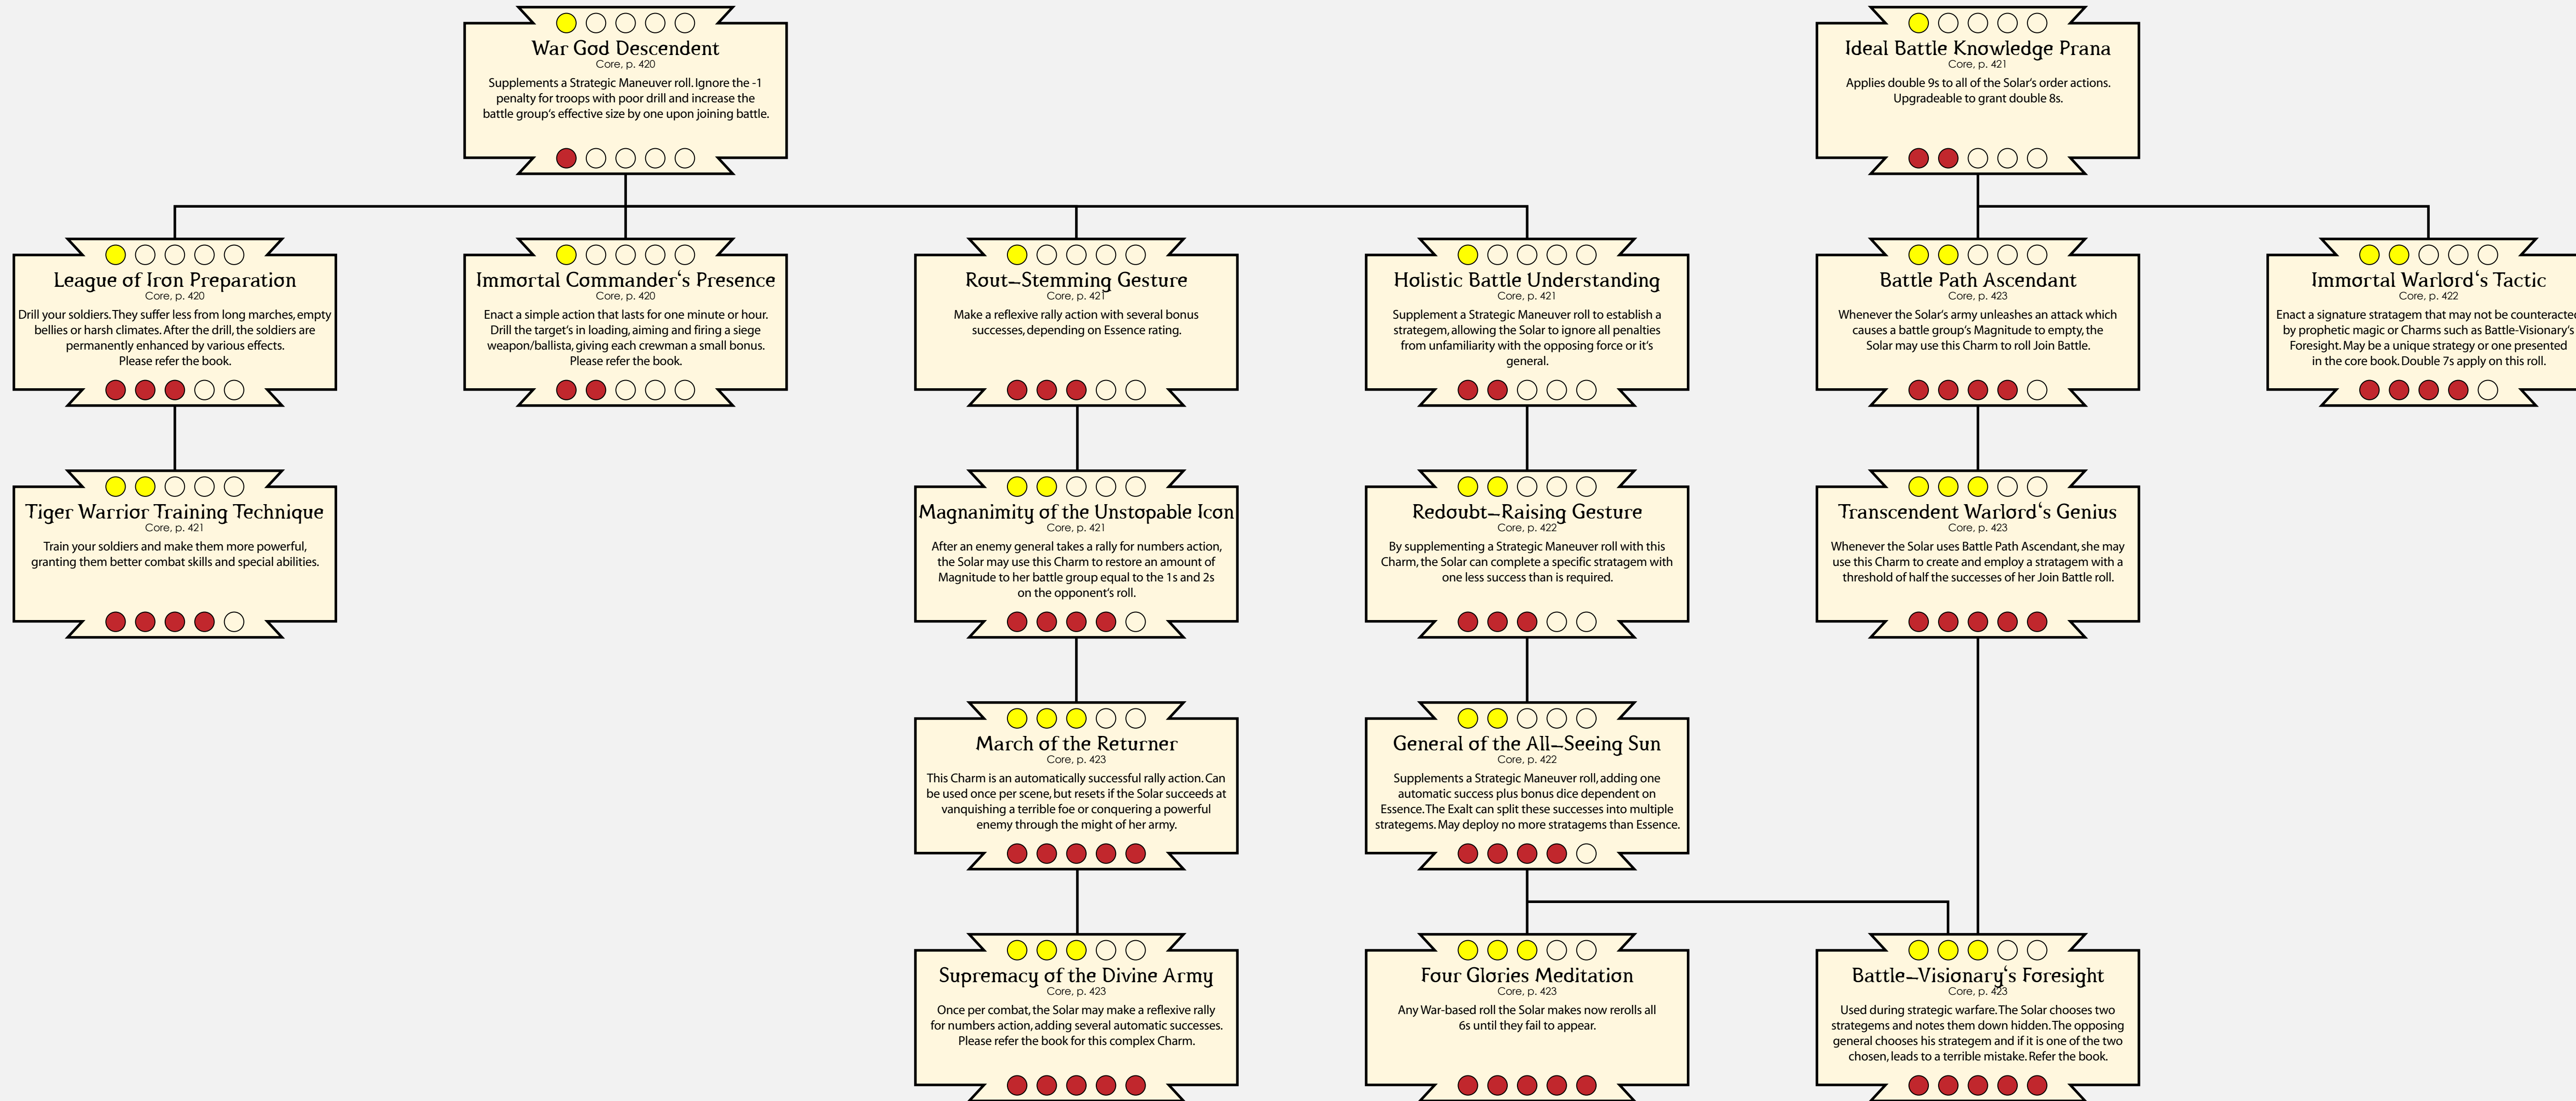 War God Descendent
Core, p. 420
Supplements a Strategic Maneuver roll. Ignore the -1
penalty for troops with poor drill and increase the
battle group's effective size by one upon joining battle.
Ideal Battle Knowledge Prana
Core, p. 421
Applies double 9s to all of the Solar's order actions.
Upgradeable to grant double 8s.
League of Iron Preparation
Core, p. 420
Drill your soldiers. They suffer less from long marches, empty
bellies or harsh climates. After the drill, the soldiers are
permanently enhanced by various effects.
Please refer the book.
Immortal Commander's Presence
Core, p. 420
Enact a simple action that lasts for one minute or hour.
Drill the target's in loading, aiming and firing a siege
weapon/ballista, giving each crewman a small bonus.
Please refer the book.
Rout-Stemming Gesture
Core, p. 421
Make a reflexive rally action with several bonus
successes, depending on Essence rating.
Holistic Battle Understanding
Core, p. 421
Supplement a Strategic Maneuver roll to establish a
strategem, allowing the Solar to ignore all penalties
from unfamiliarity with the opposing force or it's
general.
Battle Path Ascendant
Core, p. 423
Whenever the Solar's army unleashes an attack which
causes a battle group's Magnitude to empty, the
Solar may use this Charm to roll Join Battle.
Immortal Warlord's Tactic
Core, p. 422
Enact a signature stratagem that may not be counteracted
by prophetic magic or Charms such as Battle-Visionary's
Foresight. May be a unique strategy or one presented
in the core book. Double 7s apply on this roll.
Tiger Warrior Training Technique
Core, p. 421
Train your soldiers and make them more powerful,
granting them better combat skills and special abilities.
Magnanimity of the Unstopable Icon
Core, p. 421
After an enemy general takes a rally for numbers action,
the Solar may use this Charm to restore an amount of
Magnitude to her battle group equal to the 1s and 2s
on the opponent's roll.
Redoubt-Raising Gesture
Core, p. 422
By supplementing a Strategic Maneuver roll with this
Charm, the Solar can complete a specific stratagem with
one less success than is required.
Transcendent Warlord's Genius
Core, p. 423
Whenever the Solar uses Battle Path Ascendant, she may
use this Charm to create and employ a stratagem with a
threshold of half the successes of her Join Battle roll.
March of the Returner
Core, p. 423
This Charm is an automatically successful rally action. Can
be used once per scene, but resets if the Solar succeeds at
vanquishing a terrible foe or conquering a powerful
enemy through the might of her army.
General of the All-Seeing Sun
Core, p. 422
Supplements a Strategic Maneuver roll, adding one
automatic success plus bonus dice dependent on
Essence. The Exalt can split these successes into multiple
strategems. May deploy no more stratagems than Essence.
Supremacy of the Divine Army
Core, p. 423
Once per combat, the Solar may make a reflexive rally
for numbers action, adding several automatic successes.
Please refer the book for this complex Charm.
Four Glories Meditation
Core, p. 423
Any War-based roll the Solar makes now rerolls all
6s until they fail to appear.
Battle-Visionary's Foresight
Core, p. 423
Used during strategic warfare. The Solar chooses two
strategems and notes them down hidden. The opposing
general chooses his strategem and if it is one of the two
chosen, leads to a terrible mistake. Refer the book.